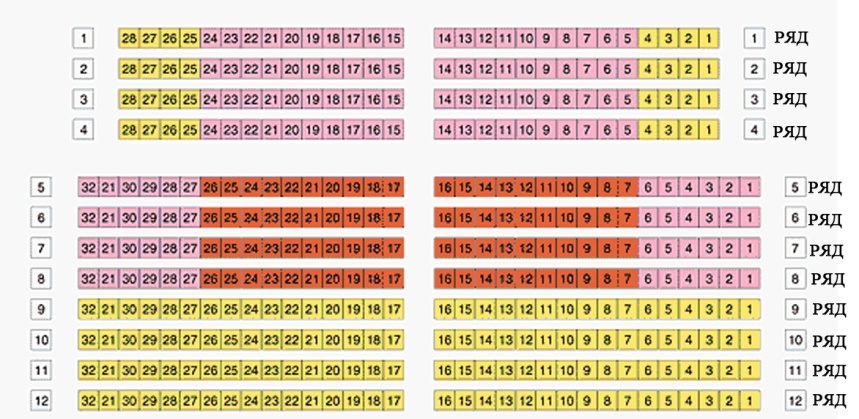 1 28 27 26 25 24 23 22 21 20 19 18 17 16 15 14 13 12 11 10 9 8 7 6 5 4 3 2 1 1 РЯД
2 28 27 26 25 24 23 22 21 20 19 18 17 16 15 14 13 12 11 10 9 8 7 6 5 4 3 2 1 2 РЯД
3 28 27 26 25 24 23 22 21 20 19 18 17 16 15 14 13 12 11 10 9 8 7 6 5 4 3 2 1 3 РЯД
4 28 27 26 25 24 23 22 21 20 19 18 17 16 15 14 13 12 11 10 9 8 7 6 5 4 3 2 1 4 РЯД
5 32 21 30 29 28 27 26 25 24 23 22 21 20 19 18 17 16 15 14 13 12 11 10 9 8 7 6 5 4 3 2 1 5 РЯД
6 32 21 30 29 28 27 26 25 24 23 22 21 20 19 18 17 16 15 14 13 12 11 10 9 8 7 6 5 4 3 2 1 6 РЯД
7 32 21 30 29 28 27 26 25 24 23 22 21 20 19 18 17 16 15 14 13 12 11 10 9 8 7 6 5 4 3 2 1 7 РЯД
8 32 21 30 29 28 27 26 25 24 23 22 21 20 19 18 17 16 15 14 13 12 11 10 9 8 7 6 5 4 3 2 1 8 РЯД
9 32 21 30 29 28 27 26 25 24 23 22 21 20 19 18 17 16 15 14 13 12 11 10 9 8 7 6 5 4 3 2 1 9 РЯД
10 32 21 30 29 28 27 26 25 24 23 22 21 20 19 18 17 16 15 14 13 12 11 10 9 8 7 6 5 4 3 2 1 10 РЯД
11 32 21 30 29 28 27 26 25 24 23 22 21 20 19 18 17 16 15 14 13 12 11 10 9 8 7 6 5 4 3 2 1 11 РЯД
12 32 21 30 29 28 27 26 25 24 23 22 21 20 19 18 17 16 15 14 13 12 11 10 9 8 7 6 5 4 3 2 1 12 РЯД